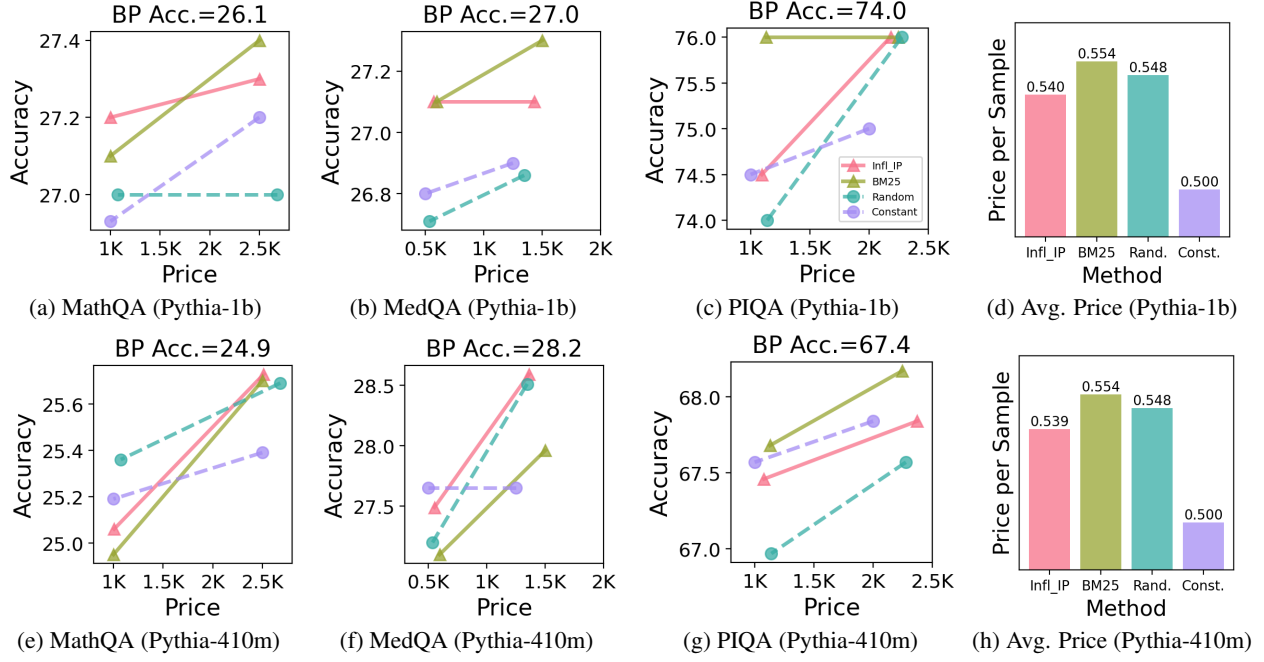 BP Acc.=26.1
Accuracy
27.4
27.2
27.0
1K 1.5K 2K 2.5K
Price
(a) MathQA (Pythia-1b)
BP Acc.=27.0
Accuracy
27.2
27.0
26.8
0.5K 1K 1.5K 2K
Price
(b) MedQA (Pythia-1b)
BP Acc.=74.0
Accuracy
76.0
75.5
75.0
74.5
74.0
Infl_IP
BM25
Random
Constant
1K 1.5K 2K 2.5K
Price
(c) PIQA (Pythia-1b)
Price per Sample
0.540
0.554
0.548
0.500
Infl_IP BM25 Rand. Const.
Method
(d) Avg. Price (Pythia-1b)
BP Acc.=24.9
Accuracy
25.6
25.4
25.2
25.0
1K 1.5K 2K 2.5K
Price
(e) MathQA (Pythia-410m)
BP Acc.=28.2
Accuracy
28.5
28.0
27.5
0.5K 1K 1.5K 2K
Price
(f) MedQA (Pythia-410m)
BP Acc.=67.4
Accuracy
68.0
67.5
67.0
1K 1.5K 2K 2.5K
Price
(g) PIQA (Pythia-410m)
Price per Sample
0.539
0.554
0.548
0.500
Infl_IP BM25 Rand. Const.
Method
(h) Avg. Price (Pythia-410m)